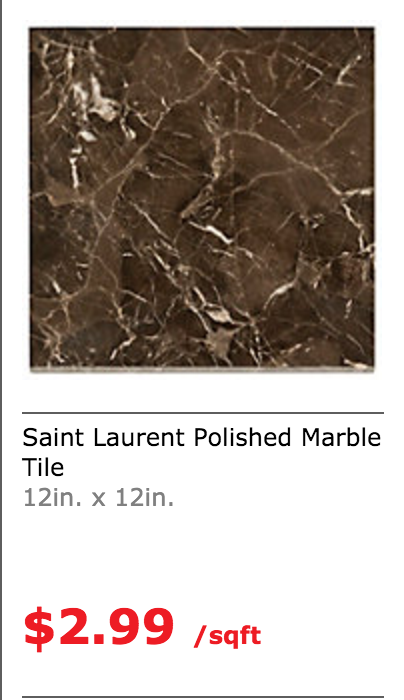 Saint Laurent Polished Marble
Tile
12in. x 12in.
$2.99 /sqft